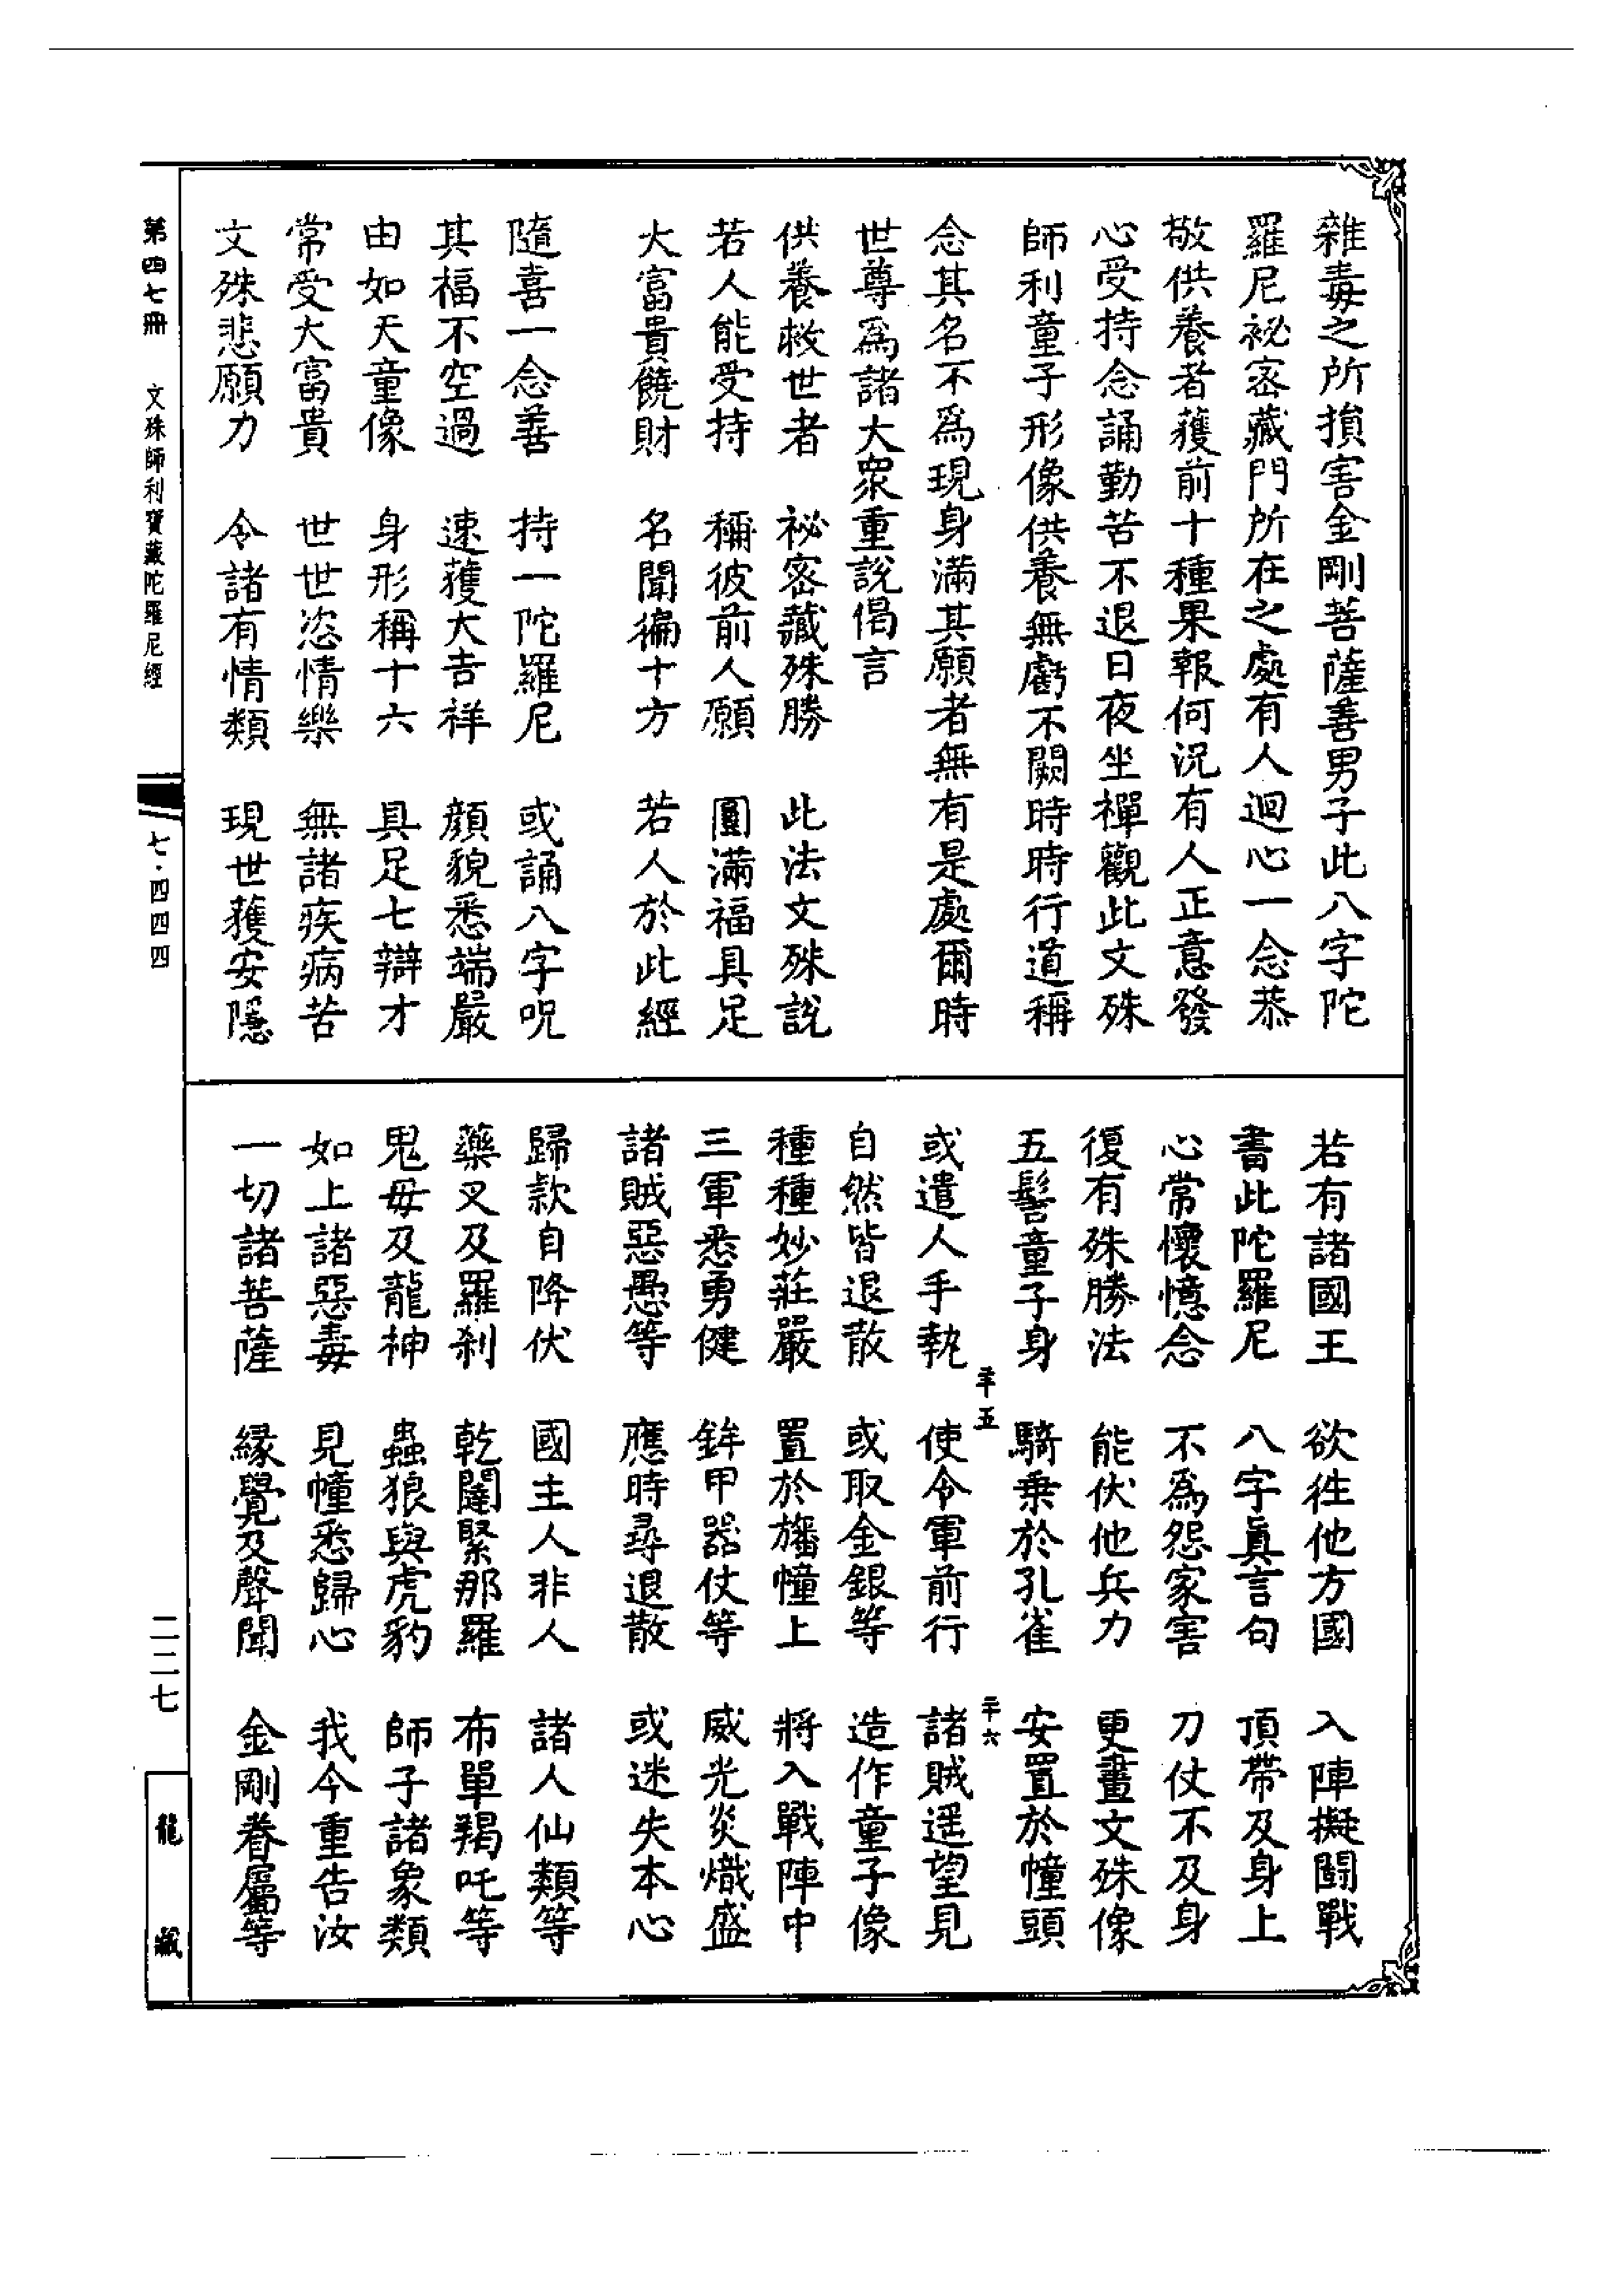 雜毒之所損害金剛菩薩善男子此八字陀
羅尼祕密藏門所在之處有人迴心一念恭
敬供養者獲前十種果報何況有人正意發
心受持念誦勤苦不退日夜坐禪觀此文殊
師利童子形像供養無虧不闕時時行道稱
念其名不爲現身滿其願者無有是處爾時
世尊爲諸大衆重說偈言
供養救世者　祕密藏殊勝　此法文殊說
若人能受持　稱彼前人願　圓滿福具足
大富貴饒財　名聞徧十方　若人於此經
隨喜一念善　持一陀羅尼　或誦八字呪
其福不空過　速獲大吉祥　顏貌悉端嚴
由如天童像　身形稱十六　具足七辯才
常受大富貴　世世恣情樂　無諸疾病苦
文殊悲願力　令諸有情類　現世獲安隱
若有諸國王　欲往他方國　入陣擬鬪戰
書此陀羅尼　八字眞言句　頂帶及身上
心常懷憶念　不爲怨家害　刀仗不及身
復有殊勝法　能伏他兵力　更畫文殊像
五髻童子身　騎乗於孔雀　安置於幢頭
二十五　二十六
或遣人手執　使令軍前行　諸賊遥望見
自然皆退散　或取金銀等　造作童子像
種種妙莊嚴　置於旛幢上　將入戰陣中
三軍悉勇健　鉾甲器仗等　威光炎熾盛
諸賊惡愚等　應時尋退散　或迷失本心
歸款自降伏　國主人非人　諸人仙類等
藥叉及羅刹　乾闥緊那羅　布單羯吒等
鬼母及龍神　蟲狼與虎豹　師子諸象類
如上諸惡毒　見幢悉歸心　我今重告汝
一切諸菩薩　緣覺及聲聞　金剛眷屬等
第四七冊　文殊師利寶藏陀羅尼經
七·四四四
二二七
龍藏